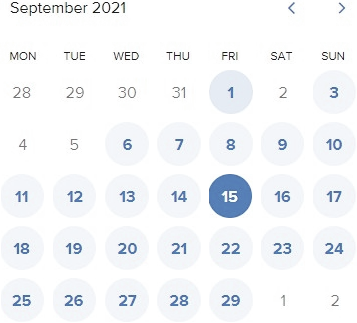 September 2021
MON TUE WED THU FRI SAT SUN
28 29 30 31 1 2 3
4 5 6 7 8 9 10
11 12 13 14 15 16 17
18 19 20 21 22 23 24
25 26 27 28 29 1 2